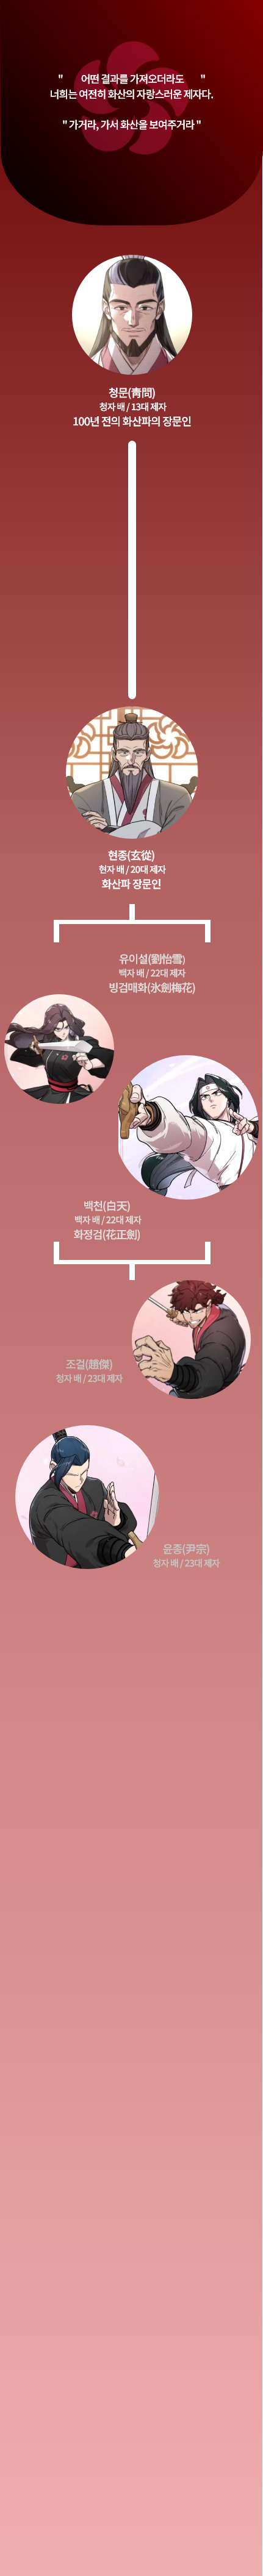 " 어떤 결과를 가져오더라도 "
너희는 여전히 화산의 자랑스러운 제자다.
" 가거라, 가서 화산을 보여주거라 "
청문(靑問)
청자 배 / 13대 제자
100년 전의 화산파의 장문인
현종(玄從)
현자 배 / 20대 제자
화산파 장문인
유이설(劉怡雪)
백자 배 / 22대 제자
빙검매화(氷劍梅花)
백천(白天)
백자 배 / 22대 제자
화정검(花正劍)
조걸(趙傑)
청자 배 / 23대 제자
윤종(尹宗)
청자 배 / 23대 제자